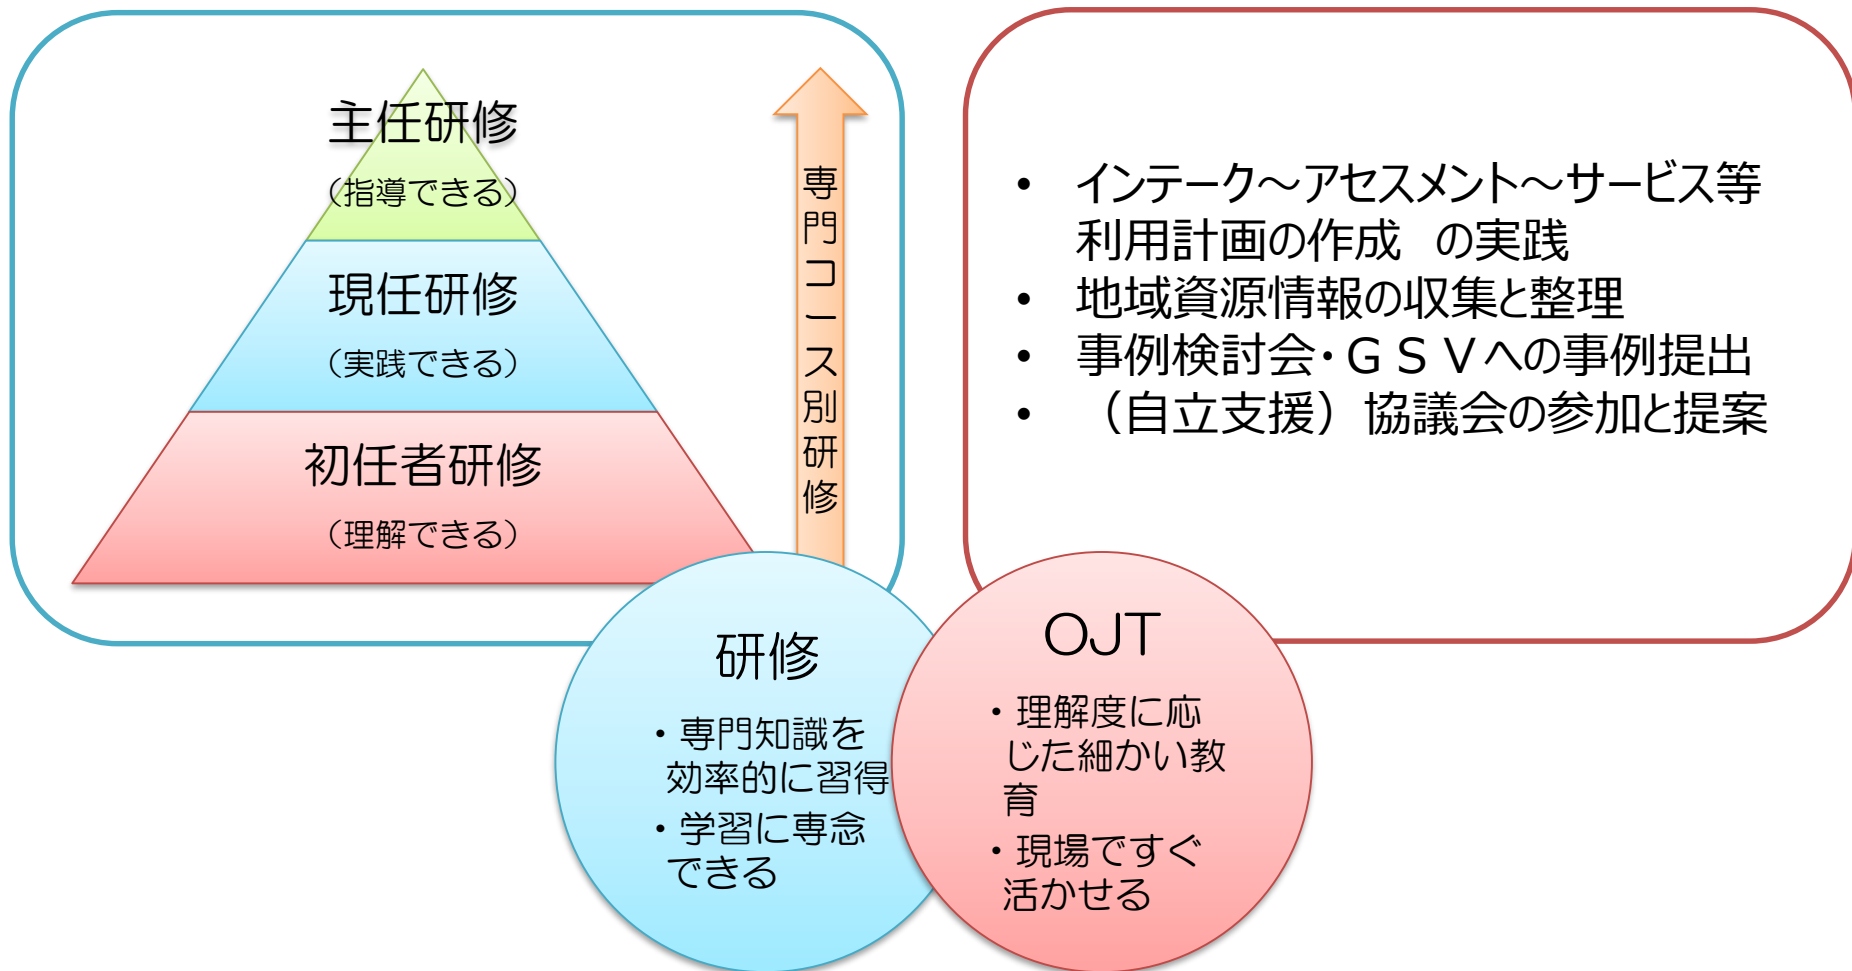 主任研修
（指導できる）
現任研修
（実践できる）
初任者研修
（理解できる）
専門コース別研修
• インテーク～アセスメント～サービス等
利用計画の作成　の実践
• 地域資源情報の収集と整理
• 事例検討会・ＧＳＶへの事例提出
• （自立支援）協議会の参加と提案
研修
・専門知識を
効率的に習得
・学習に専念
できる
OJT
・理解度に応
じた細かい教
育
・現場ですぐ
活かせる